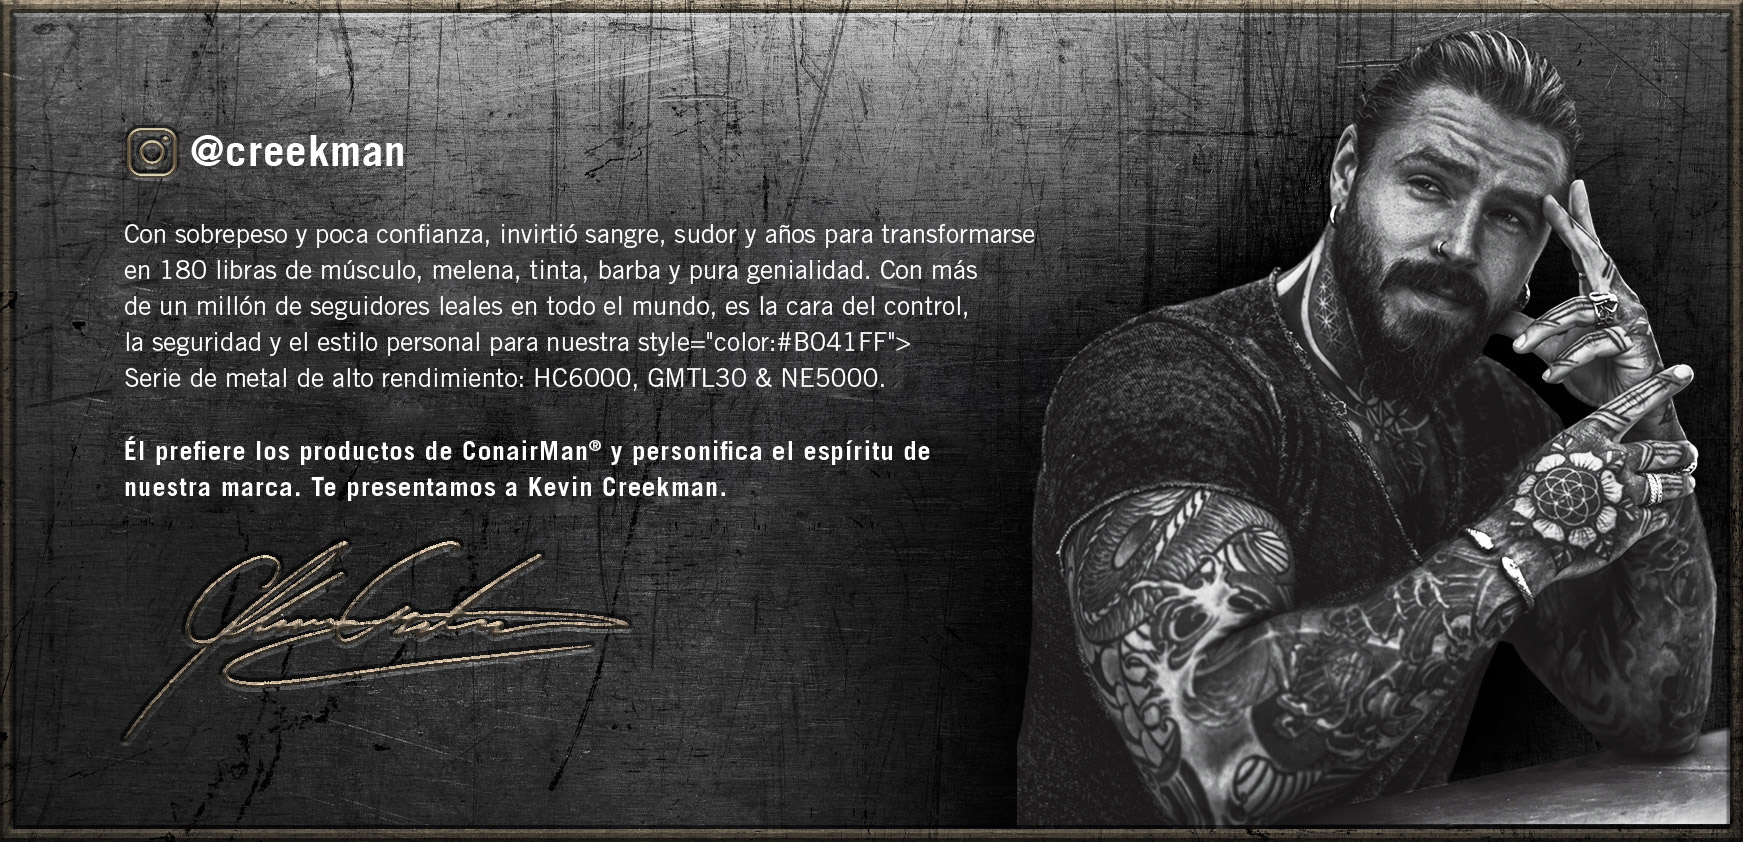 @creekman
Con sobrepeso y poca confianza, invirtió sangre, sudor y años para transformarse
en 180 libras de músculo, melena, tinta, barba y pura genialidad. Con más
de un millón de seguidores leales en todo el mundo, es la cara del control,
la seguridad y el estilo personal para nuestra style="color:#B041FF">
Serie de metal de alto rendimiento: HC6000, GMTL30 & NE5000.
Él prefiere los productos de ConairMan® y personifica el espíritu de
nuestra marca. Te presentamos a Kevin Creekman.